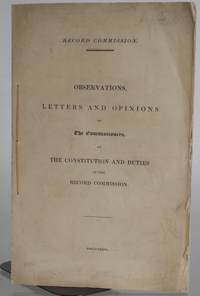 RECORD COMMISSION.
OBSERVATIONS,
LETTERS AND OPINIONS
OF
The Commissioners,
ON
THE CONSTITUTION AND DUTIES
OF THE
RECORD COMMISSION.